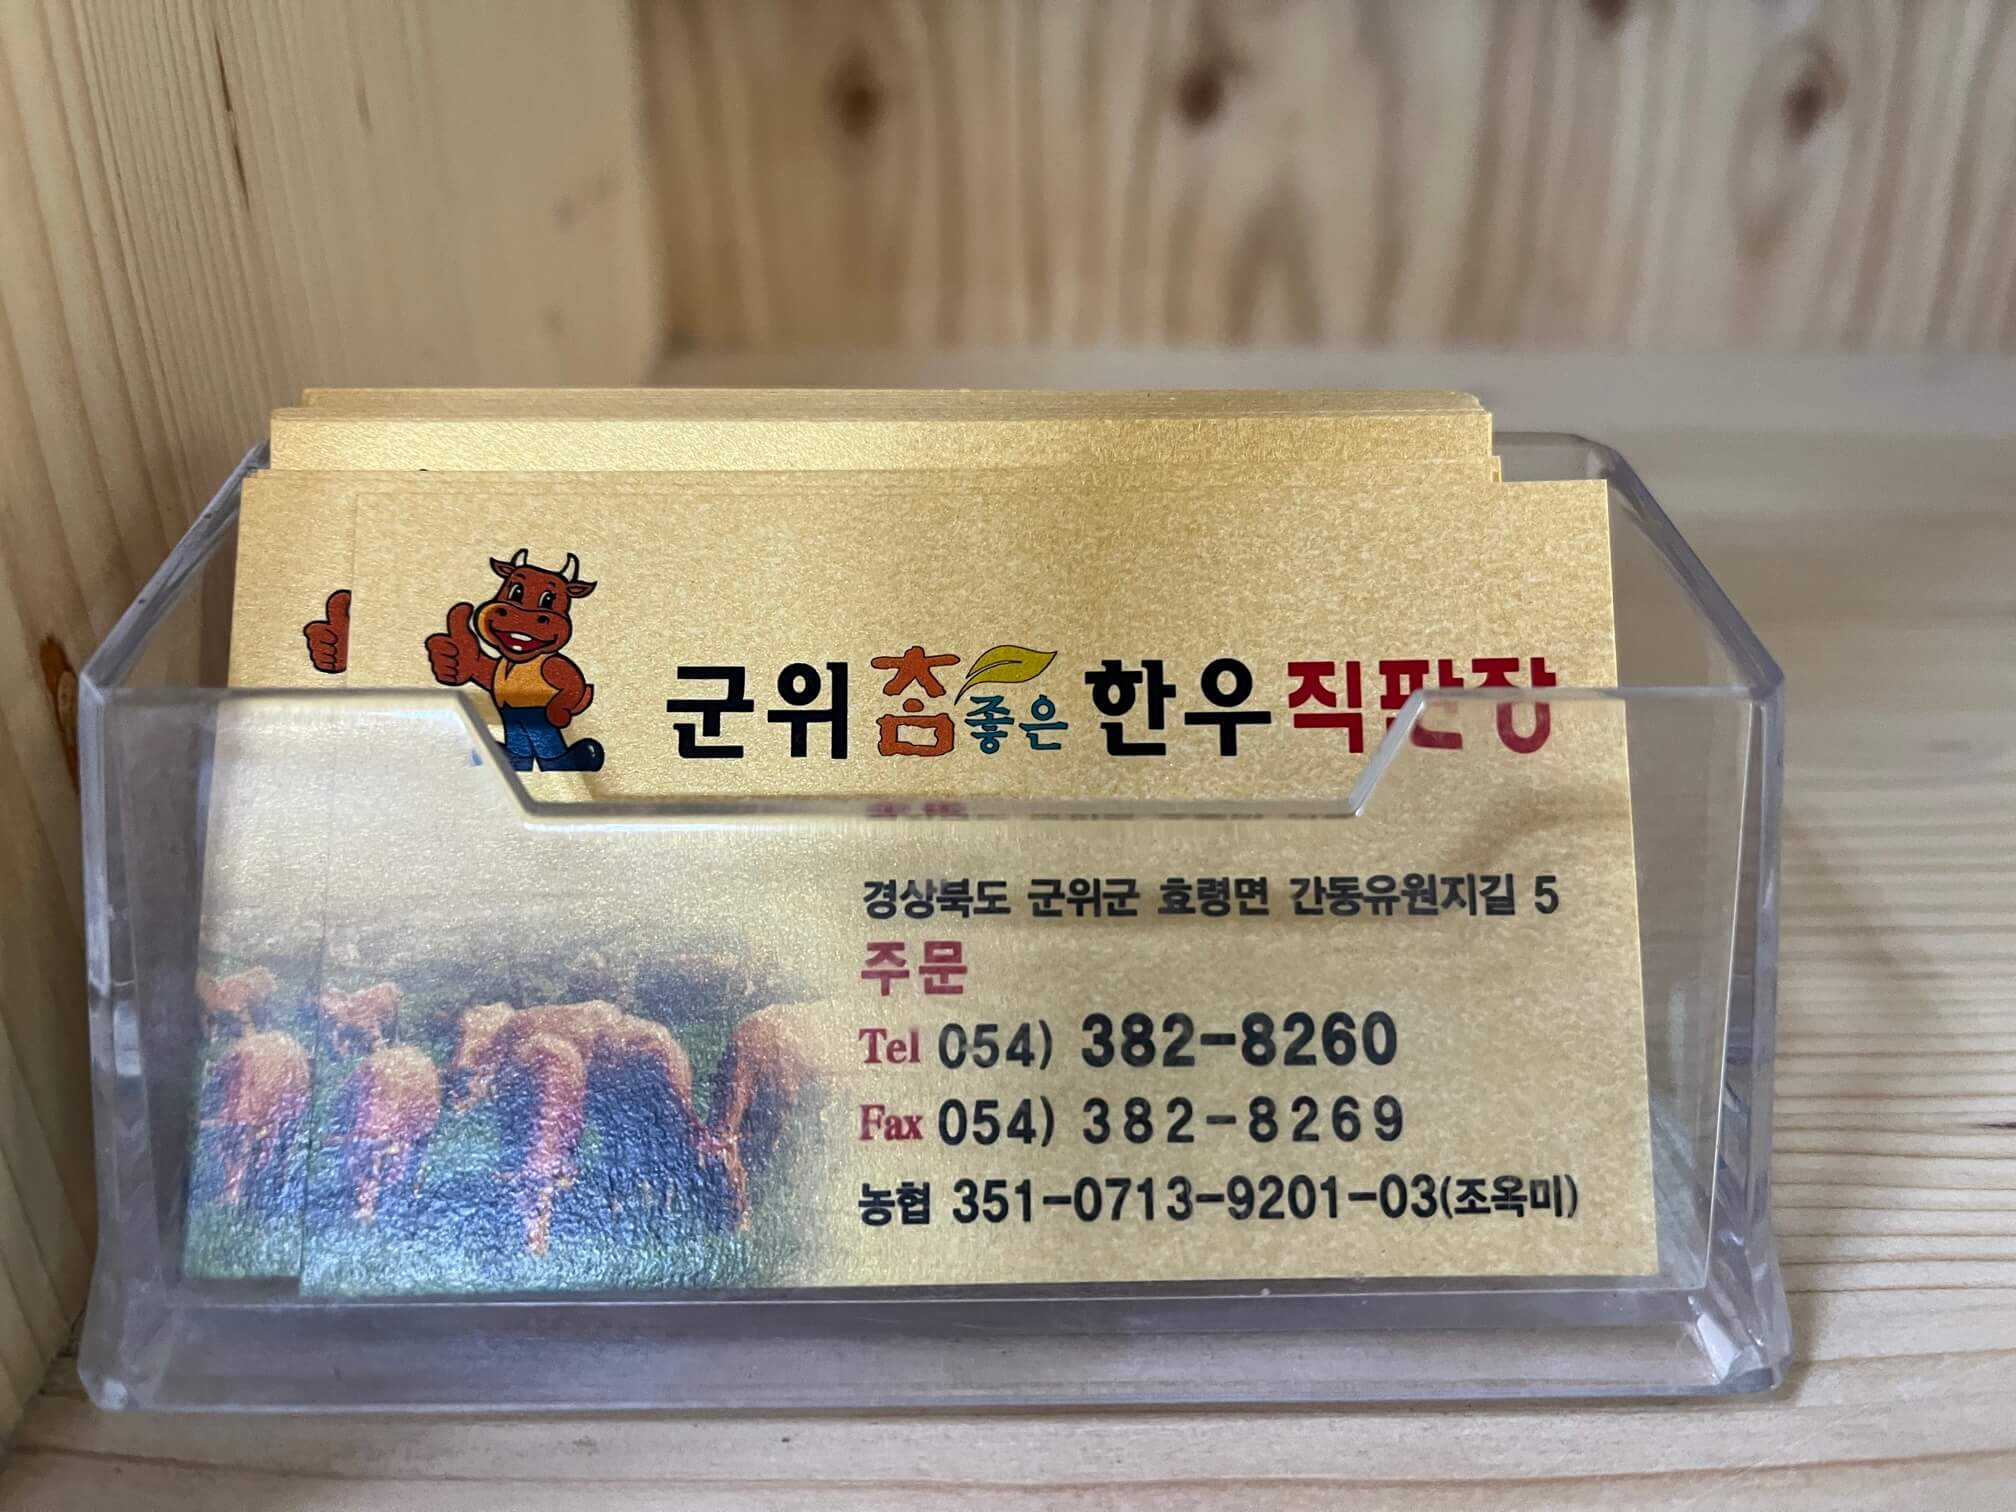 군위 참 좋은 한우 직판장
경상북도 군위군 효령면 간동유원지길 5
주문
Tel 054) 382-8260
Fax 054) 382-8269
농협 351-0713-9201-03(조옥미)